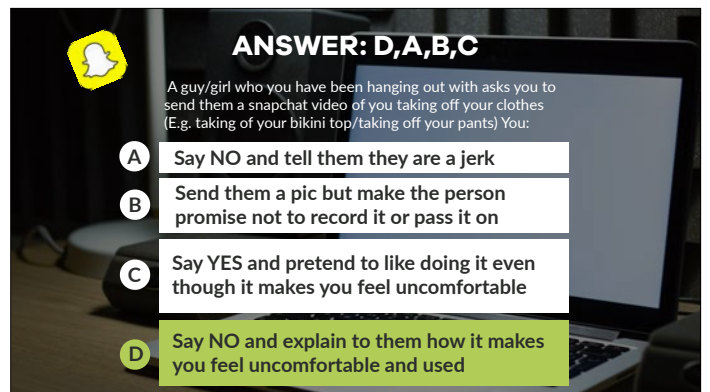 ANSWER: D,A,B,C
A guy/girl who you have been hanging out with asks you to
send them a snapchat video of you taking off your clothes
(E.g. taking of your bikini top/taking off your pants) You:
A
Say NO and tell them they are a jerk
B
Send them a pic but make the person
promise not to record it or pass it on
C
Say YES and pretend to like doing it even
though it makes you feel uncomfortable
D
Say NO and explain to them how it makes
you feel uncomfortable and used